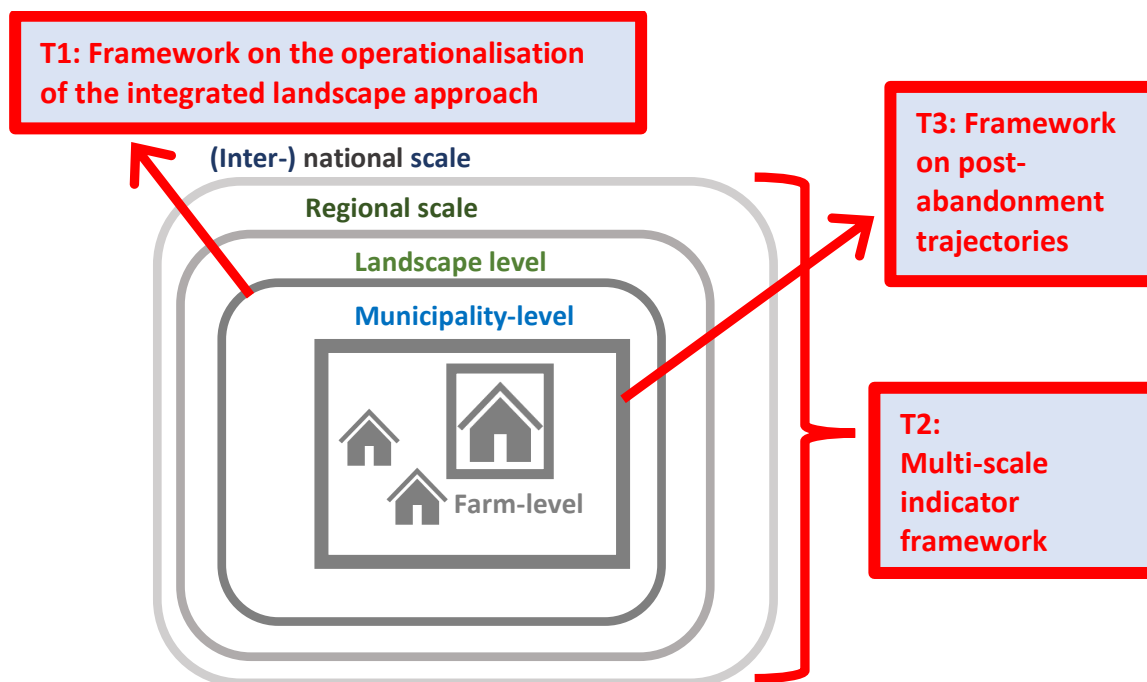 T1: Framework on the operationalisation
of the integrated landscape approach
(Inter-) national scale
Regional scale
Landscape level
Municipality-level
Farm-level
T3: Framework
on post-
abandonment
trajectories
T2:
Multi-scale
indicator
framework